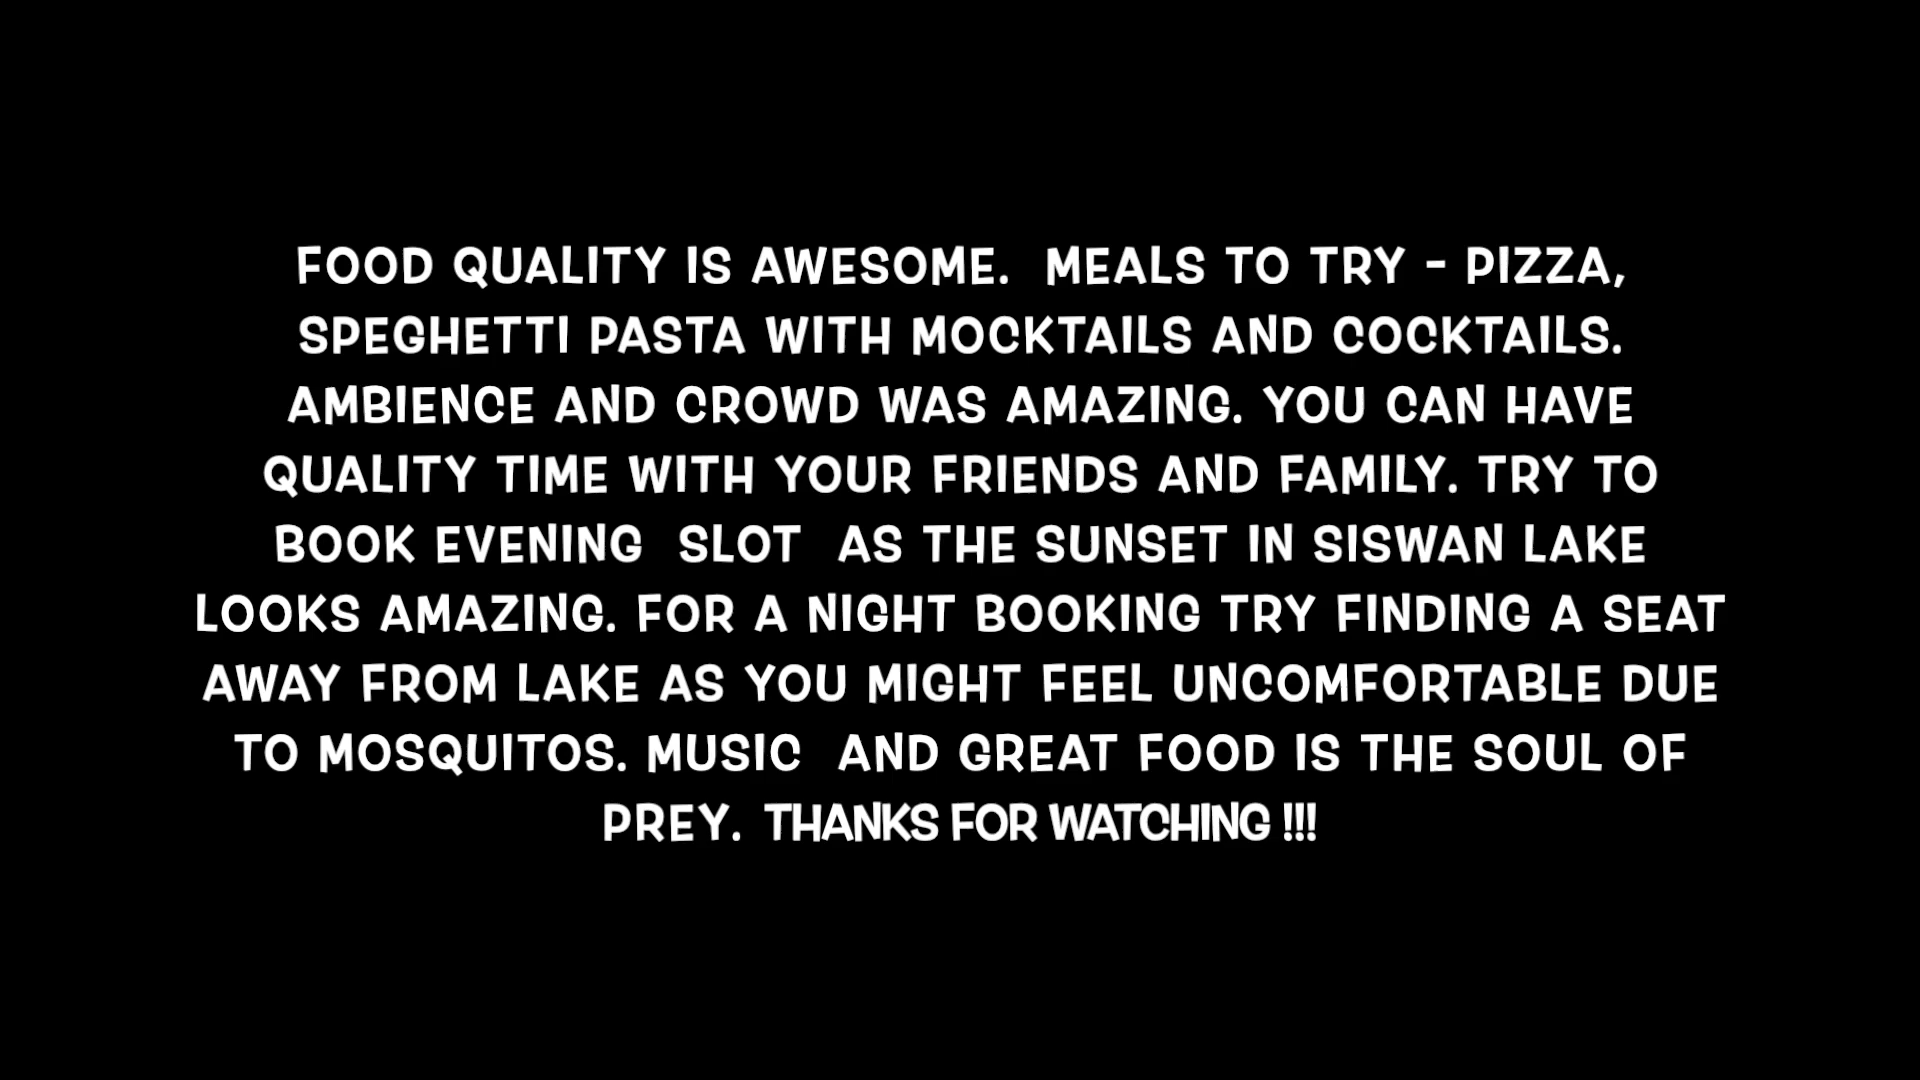 FOOD QUALITY IS AWESOME. MEALS TO TRY - PIZZA,
SPEGHETTI PASTA WITH MOCKTAILS AND COCKTAILS.
AMBIENCE AND CROWD WAS AMAZING. YOU CAN HAVE
QUALITY TIME WITH YOUR FRIENDS AND FAMILY. TRY TO
BOOK EVENING SLOT AS THE SUNSET IN SISWAN LAKE
LOOKS AMAZING. FOR A NIGHT BOOKING TRY FINDING A SEAT
AWAY FROM LAKE AS YOU MIGHT FEEL UNCOMFORTABLE DUE
TO MOSQUITOS. MUSIC AND GREAT FOOD IS THE SOUL OF
PREY. THANKS FOR WATCHING !!!